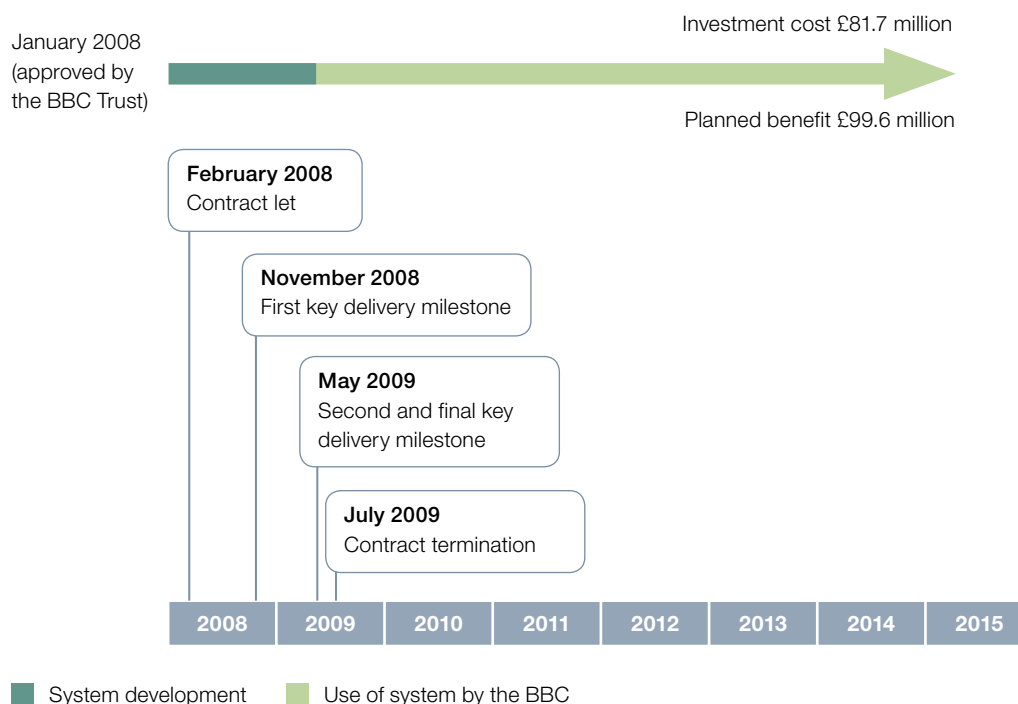 January 2008
(approved by
the BBC Trust)
Investment cost £81.7 million
Planned benefit £99.6 million
February 2008
Contract let
November 2008
First key delivery milestone
May 2009
Second and final key
delivery milestone
July 2009
Contract termination
2008 2009 2010 2011 2012 2013 2014 2015
System development Use of system by the BBC